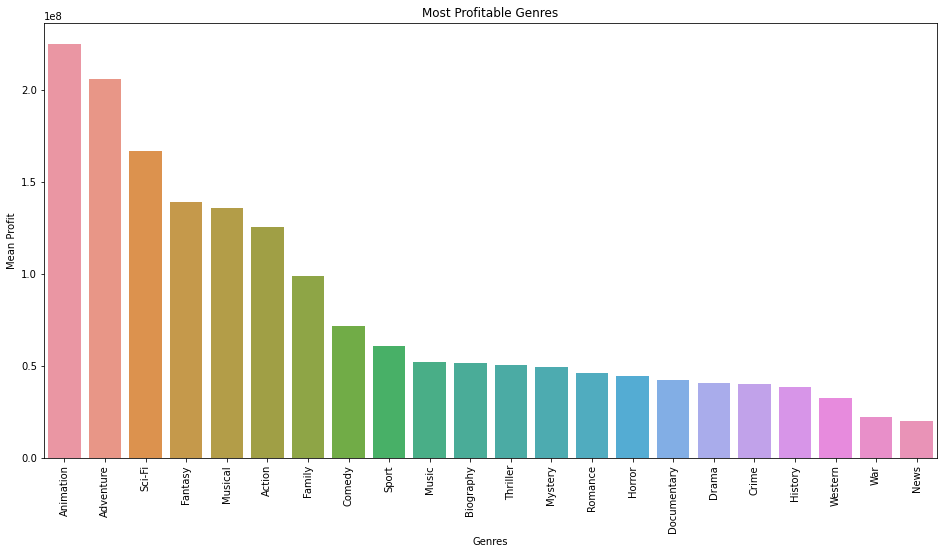 Most Profitable Genres
1e8
2.0
1.5
1.0
0.5
0.0
Mean Profit
Animation
Adventure
Sci-Fi
Fantasy
Musical
Action
Family
Comedy
Sport
Music
Biography
Thriller
Mystery
Romance
Horror
Documentary
Drama
Crime
History
Western
War
News
Genres